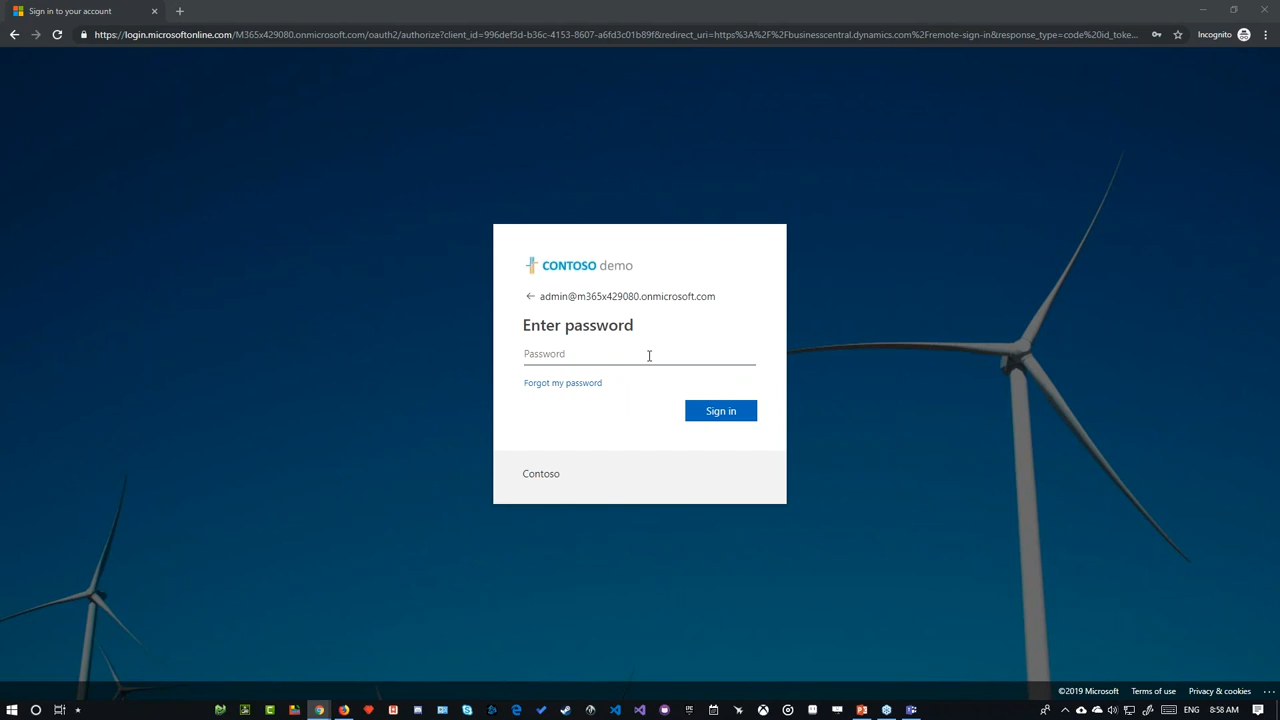 Sign in to your account
https://login.microsoftonline.com/M365x429080.onmicrosoft.com/oauth2/authorize?client_id=996def3d-b36c-4153-8607-a6fd3c01b89f&redirect_uri=https%3A%2F%2Fbusinesscentral.dynamics.com%2Fremote-sign-in&response_type=code%20id_toke...
Incognito
CONTOSO demo
admin@m365x429080.onmicrosoft.com
Enter password
Password
Forgot my password
Sign in
Contoso
©2019 Microsoft Terms of use Privacy & cookies ...
ENG 8:58 AM